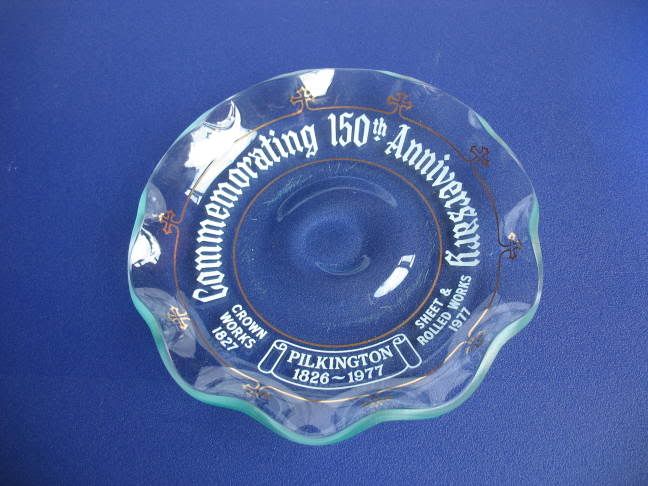 Commemorating 150th Anniversary
CROWN
WORKS
1827
PILKINGTON
1826~1977
SHEET &
ROLLED WORKS
1977